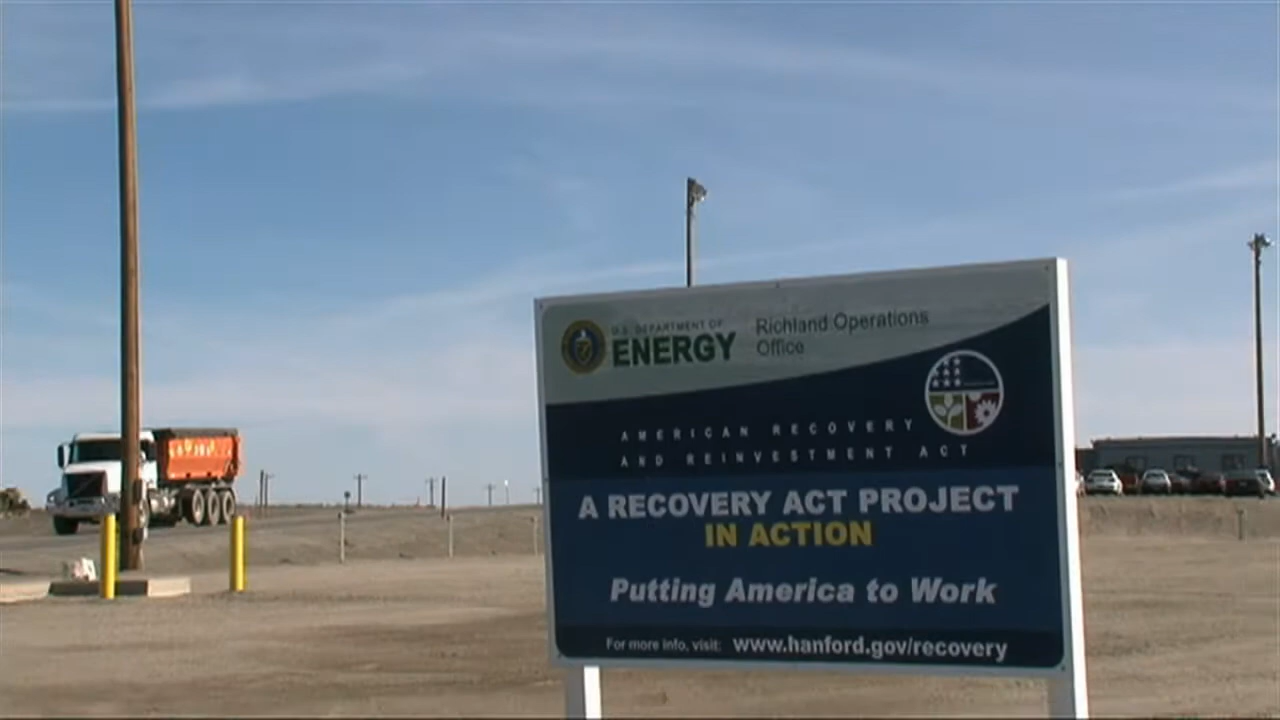 U.S. DEPARTMENT OF
ENERGY
Richland Operations
Office
AMERICAN RECOVERY
AND REINVESTMENT ACT
A RECOVERY ACT PROJECT
IN ACTION
Putting America to Work
For more info, visit: www.hanford.gov/recovery